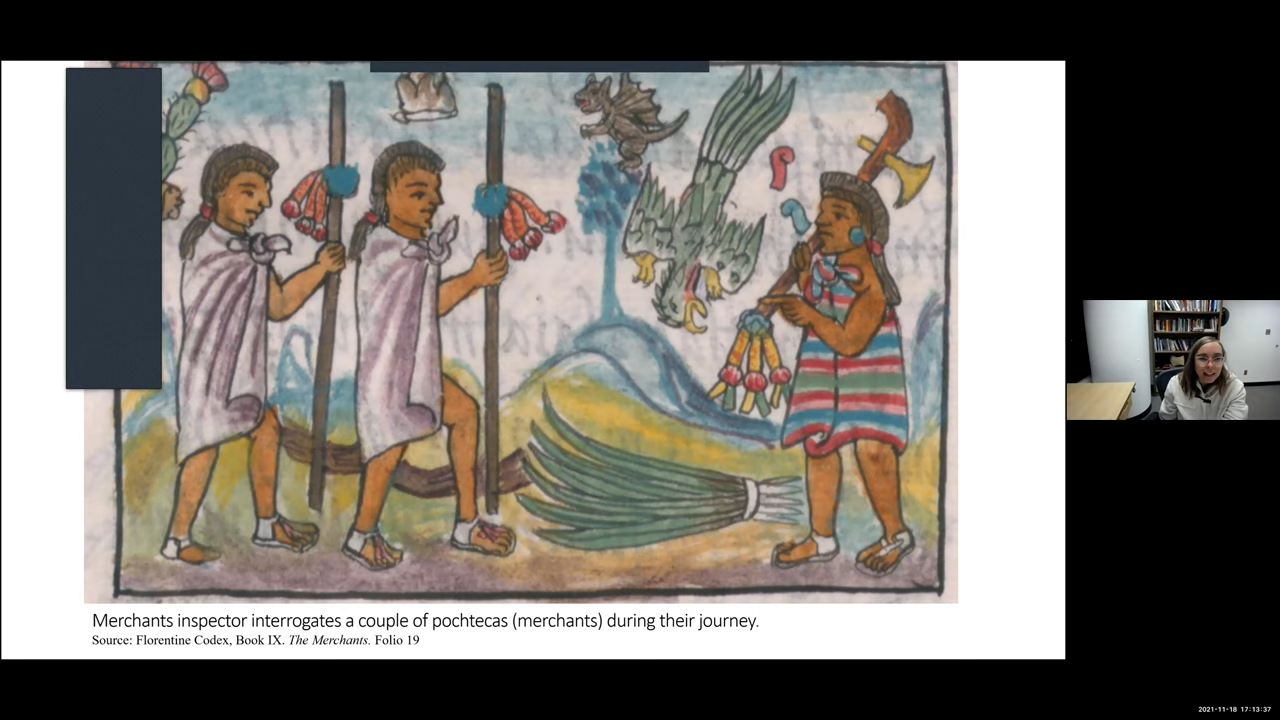 Merchants inspector interrogates a couple of pochtecas (merchants) during their journey.
Source: Florentine Codex, Book IX. The Merchants. Folio 19
2021-11-18 17:13:37